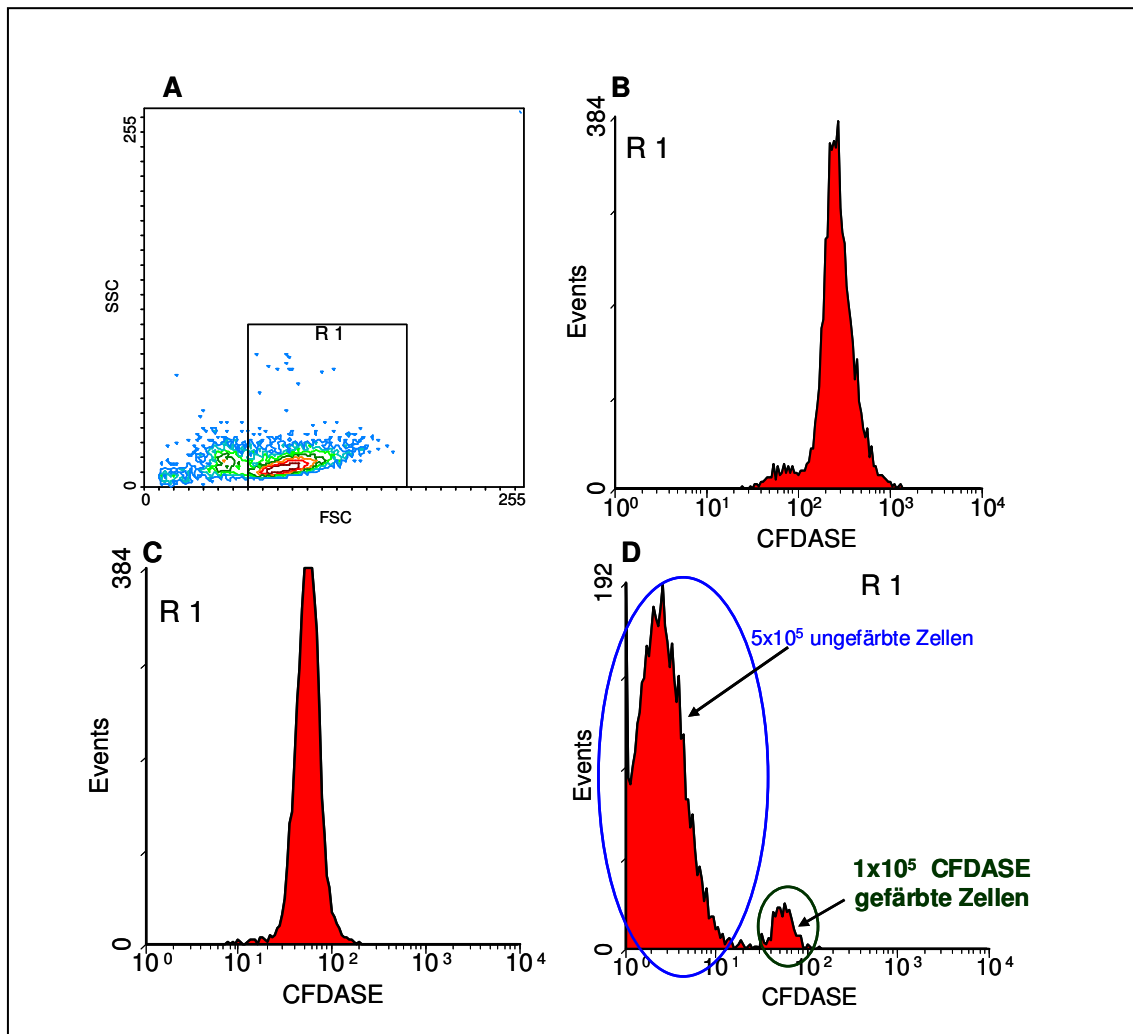 A
255
SSC
R 1
0
0
255
FSC
B
384
R 1
Events
0
10⁰ 10¹ 10² 10³ 10⁴
CFDASE
C
384
R 1
Events
0
10⁰ 10¹ 10² 10³ 10⁴
CFDASE
D
192
R 1
5x10⁵ ungefärbte Zellen
Events
1x10⁵ CFDASE
gefärbte Zellen
0
10⁰ 10¹ 10² 10³ 10⁴
CFDASE